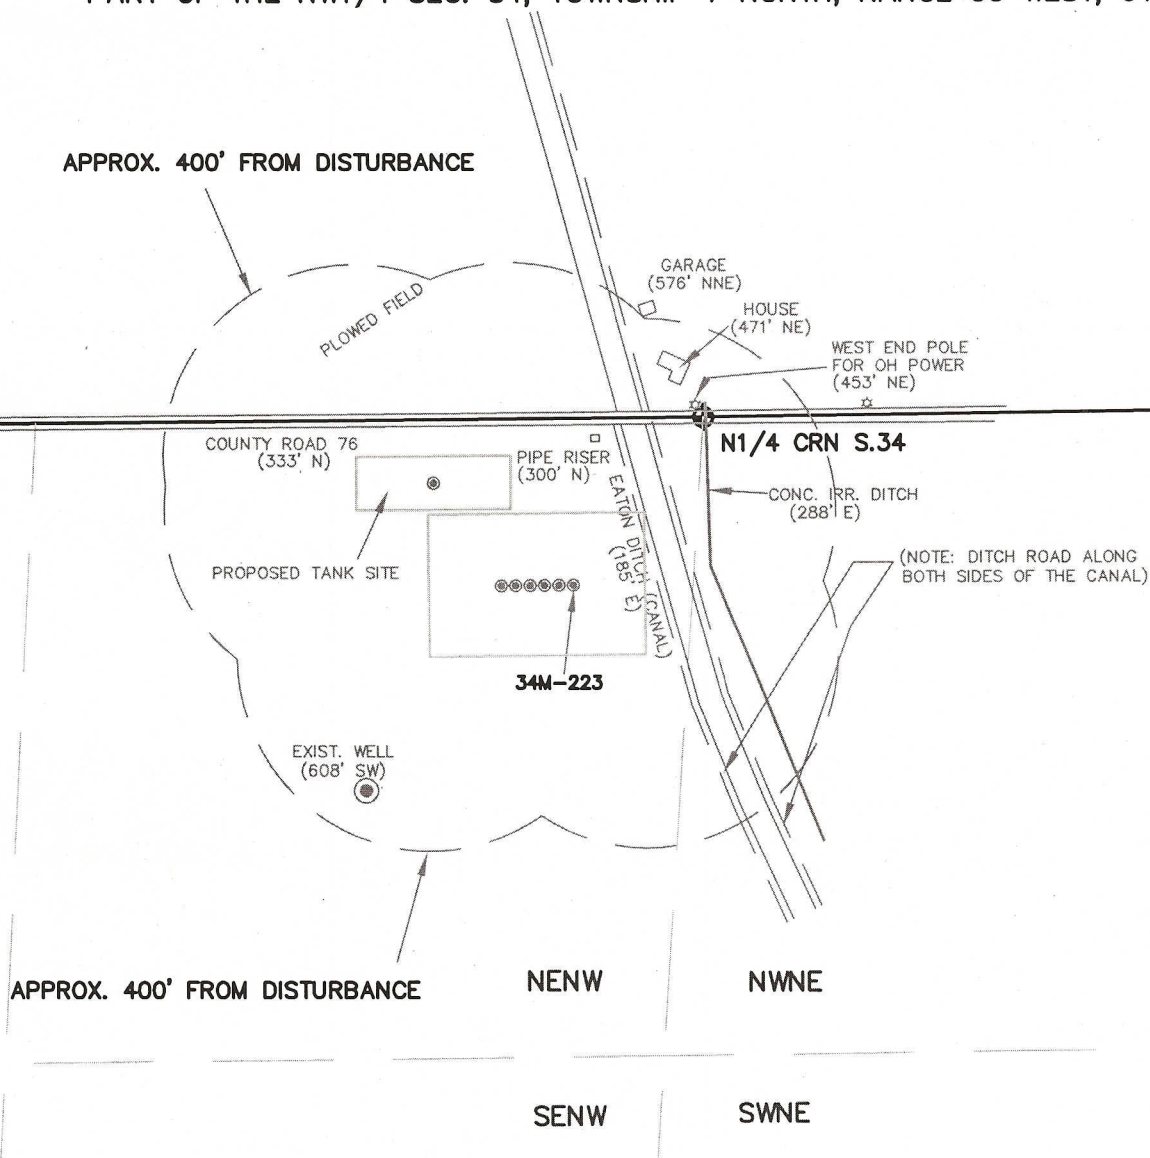 APPROX. 400' FROM DISTURBANCE
GARAGE
(576' NNE)
PLOWED FIELD
HOUSE
(471' NE)
WEST END POLE
FOR OH POWER
(453' NE)
COUNTY ROAD 76
(333' N)
N1/4 CRN S.34
PIPE RISER
(300' N)
CONC. IRR. DITCH
(288' E)
EATON DITCH (CANAL)
(185' E)
PROPOSED TANK SITE
(NOTE: DITCH ROAD ALONG
BOTH SIDES OF THE CANAL)
34M-223
EXIST. WELL
(608' SW)
APPROX. 400' FROM DISTURBANCE
NENW
NWNE
SENW
SWNE